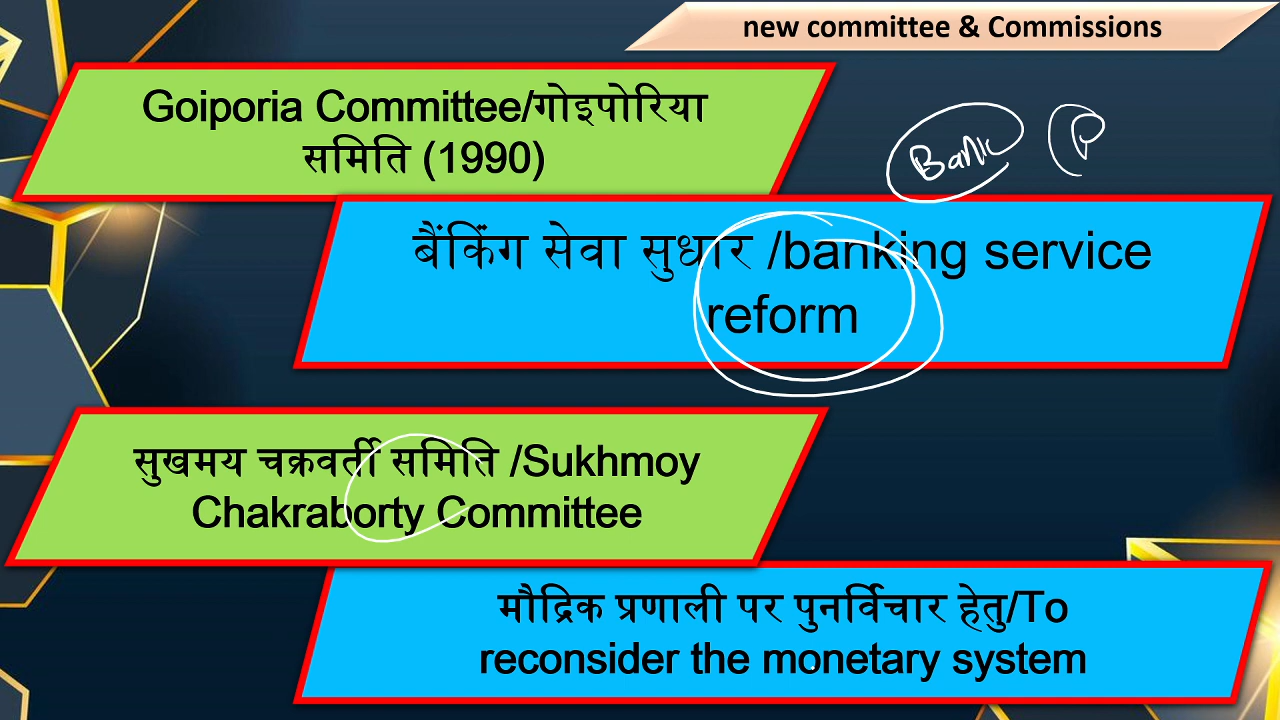 new committee & Commissions
Goiporia Committee/गोइपोरिया
समिति (1990)
Bank
बैंकिंग सेवा सुधार /banking service
reform
सुखमय चक्रवर्ती समिति /Sukhmoy
Chakraborty Committee
मौद्रिक प्रणाली पर पुनर्विचार हेतु/To
reconsider the monetary system